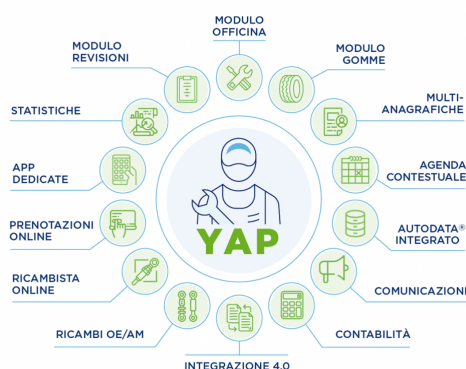 MODULO
OFFICINA
MODULO
GOMME
MULTI-
ANAGRAFICHE
AGENDA
CONTESTUALE
AUTODATA®
INTEGRATO
COMUNICAZIONI
CONTABILITÀ
INTEGRAZIONE 4.0
RICAMBI OE/AM
RICAMBISTA
ONLINE
PRENOTAZIONI
ONLINE
APP
DEDICATE
STATISTICHE
MODULO
REVISIONI
YAP